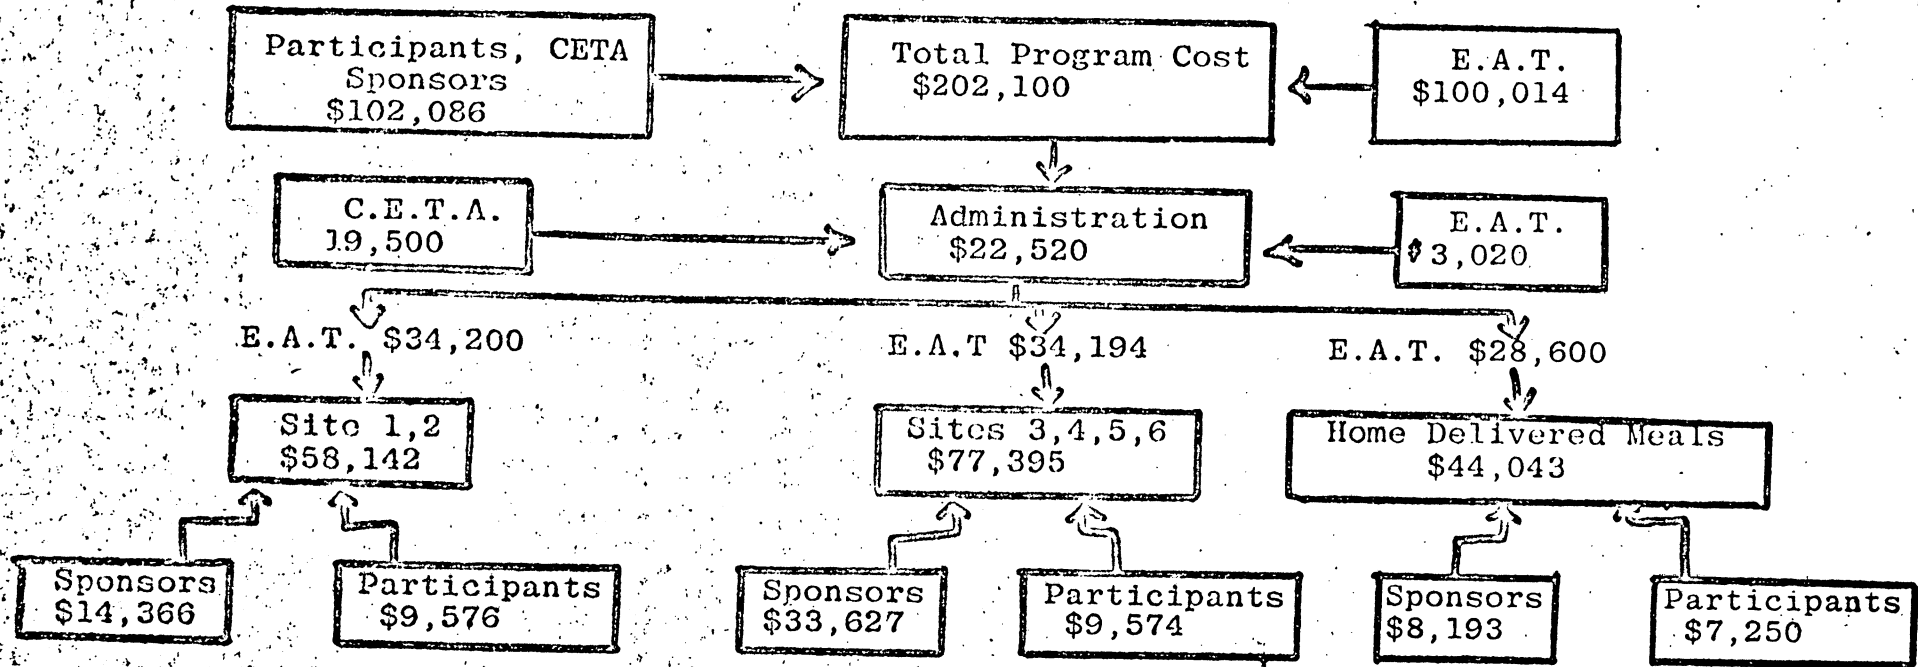 Participants, CETA
Sponsors
$102,086
Total Program Cost
$202,100
E.A.T.
$100,014
C.E.T.A.
19,500
Administration
$22,520
E.A.T.
$3,020
E.A.T. $34,200
E.A.T $34,194
E.A.T. $28,600
Site 1,2
$58,142
Sites 3,4,5,6
$77,395
Home Delivered Meals
$44,043
Sponsors
$14,366
Participants
$9,576
Sponsors
$33,627
Participants
$9,574
Sponsors
$8,193
Participants
$7,250